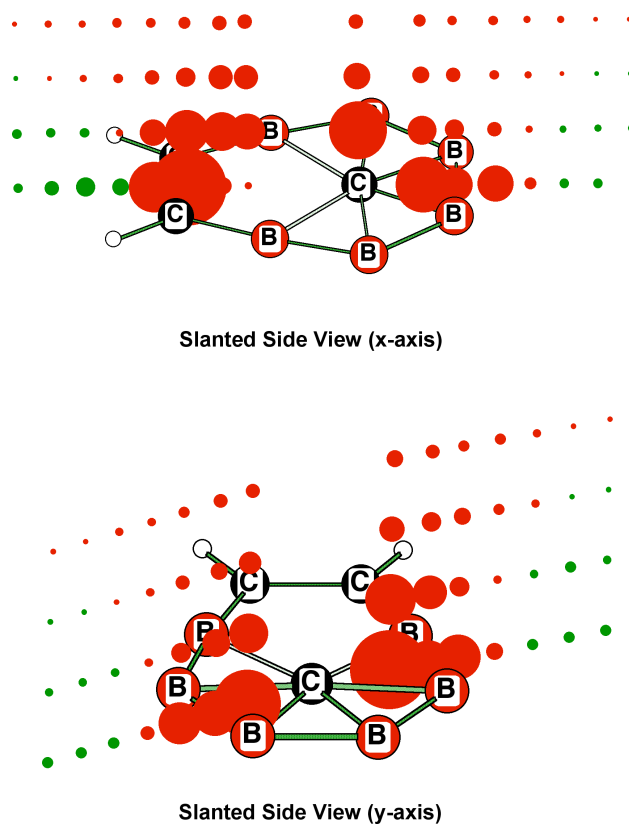 B
B
C
C B
B
B
Slanted Side View (x-axis)
C C
B B
B C B
B B
Slanted Side View (y-axis)